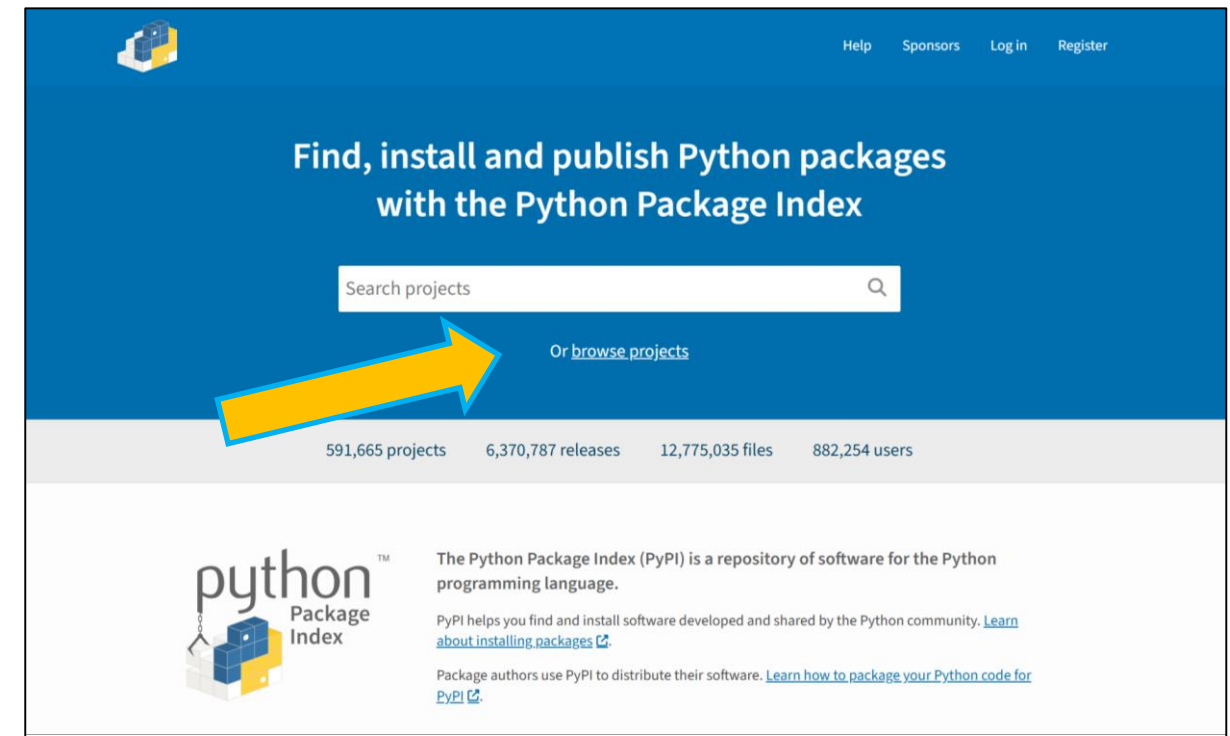 Help Sponsors Log in Register
Find, install and publish Python packages
with the Python Package Index
Search projects
Or browse projects
591,665 projects 6,370,787 releases 12,775,035 files 882,254 users
python™
Package
Index
The Python Package Index (PyPI) is a repository of software for the Python
programming language.
PyPI helps you find and install software developed and shared by the Python community. Learn
about installing packages.
Package authors use PyPI to distribute their software. Learn how to package your Python code for
PyPI.